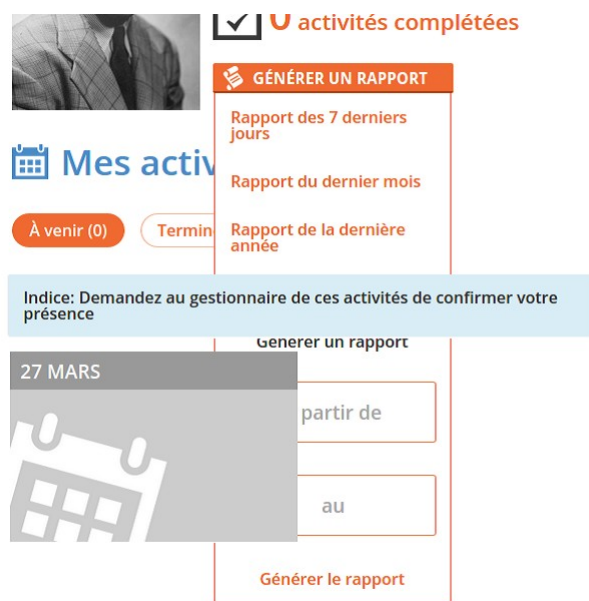 0 activités complétées
GÉNÉRER UN RAPPORT
Rapport des 7 derniers
jours
Mes activ
Rapport du dernier mois
À venir (0)
Termin
Rapport de la dernière
année
Indice: Demandez au gestionnaire de ces activités de confirmer votre
présence
Générer un rapport
27 MARS
partir de
au
Générer le rapport